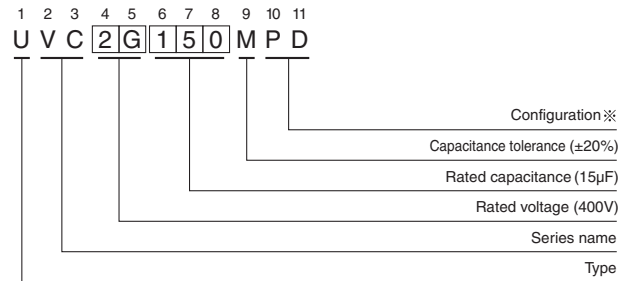 1 2 3 4 5 6 7 8 9 10 11
U V C 2 G 1 5 0 M P D
Configuration※
Capacitance tolerance (±20%)
Rated capacitance (15µF)
Rated voltage (400V)
Series name
Type